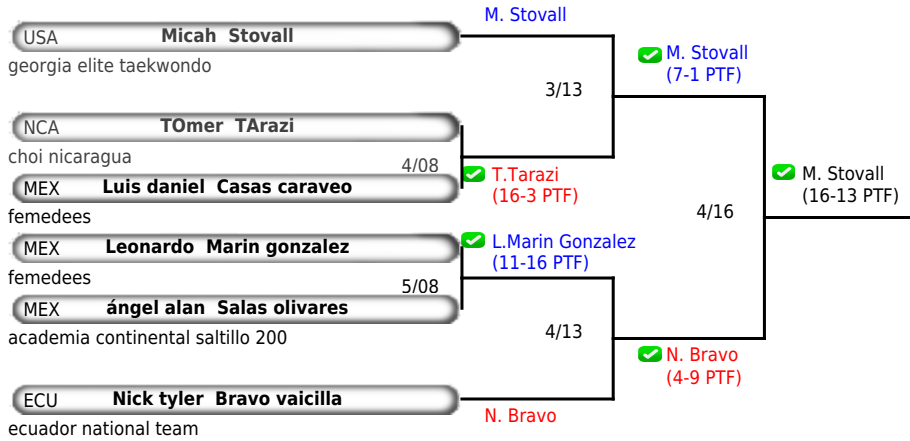 M. Stovall
USA Micah Stovall
georgia elite taekwondo
M. Stovall
(7-1 PTF)
3/13
NCA TOmer TArazi
choi nicaragua
4/08
T.Tarazi
(16-3 PTF)
M. Stovall
(16-13 PTF)
MEX Luis daniel Casas caraveo
femedees
4/16
MEX Leonardo Marin gonzalez
L.Marin Gonzalez
(11-16 PTF)
femedees
5/08
MEX ángel alan Salas olivares
academia continental saltillo 200
4/13
N. Bravo
(4-9 PTF)
ECU Nick tyler Bravo vaicilla
N. Bravo
ecuador national team